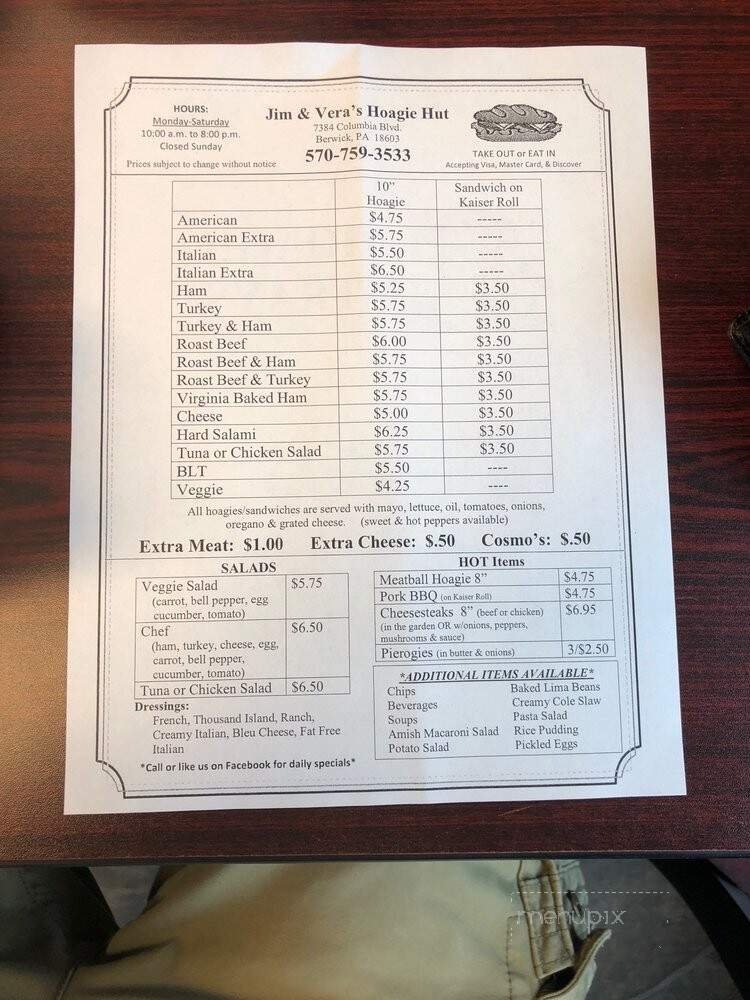 HOURS:
Monday-Saturday
10:00 a.m. to 8:00 p.m.
Closed Sunday
Prices subject to change without notice
Jim & Vera's Hoagie Hut
7384 Columbia Blvd.
Berwick, PA 18603
570-759-3533
TAKE OUT or EAT IN
Accepting Visa, Master Card, & Discover
10" Sandwich on
Hoagie Kaiser Roll
American $4.75 -----
American Extra $5.75 -----
Italian $5.50 -----
Italian Extra $6.50 -----
Ham $5.25 $3.50
Turkey $5.75 $3.50
Turkey & Ham $5.75 $3.50
Roast Beef $6.00 $3.50
Roast Beef & Ham $5.75 $3.50
Roast Beef & Turkey $5.75 $3.50
Virginia Baked Ham $5.75 $3.50
Cheese $5.00 $3.50
Hard Salami $6.25 $3.50
Tuna or Chicken Salad $5.75 $3.50
BLT $5.50 ----
Veggie $4.25 ----
All hoagies/sandwiches are served with mayo, lettuce, oil, tomatoes, onions,
oregano & grated cheese. (sweet & hot peppers available)
Extra Meat: $1.00 Extra Cheese: $.50 Cosmo's: $.50
SALADS
Veggie Salad $5.75
(carrot, bell pepper, egg
cucumber, tomato)
Chef $6.50
(ham, turkey, cheese, egg,
carrot, bell pepper,
cucumber, tomato)
Tuna or Chicken Salad $6.50
Dressings:
French, Thousand Island, Ranch,
Creamy Italian, Bleu Cheese, Fat Free
Italian
*Call or like us on Facebook for daily specials*
HOT Items
Meatball Hoagie 8" $4.75
Pork BBQ (on Kaiser Roll) $4.75
Cheesesteaks 8" (beef or chicken) $6.95
(in the garden OR w/onions, peppers,
mushrooms & sauce)
Pierogies (in butter & onions) 3/$2.50
*ADDITIONAL ITEMS AVAILABLE*
Chips Baked Lima Beans
Beverages Creamy Cole Slaw
Soups Pasta Salad
Amish Macaroni Salad Rice Pudding
Potato Salad Pickled Eggs
menupix